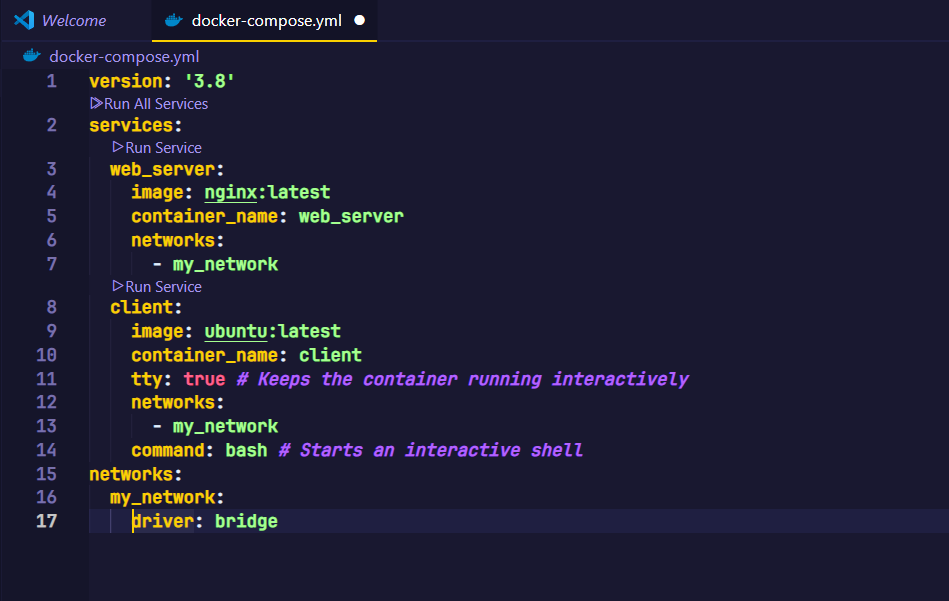 Welcome
docker-compose.yml
docker-compose.yml
1 version: '3.8'
Run All Services
2 services:
Run Service
3 web_server:
4 image: nginx:latest
5 container_name: web_server
6 networks:
7 - my_network
Run Service
8 client:
9 image: ubuntu:latest
10 container_name: client
11 tty: true # Keeps the container running interactively
12 networks:
13 - my_network
14 command: bash # Starts an interactive shell
15 networks:
16 my_network:
17 driver: bridge